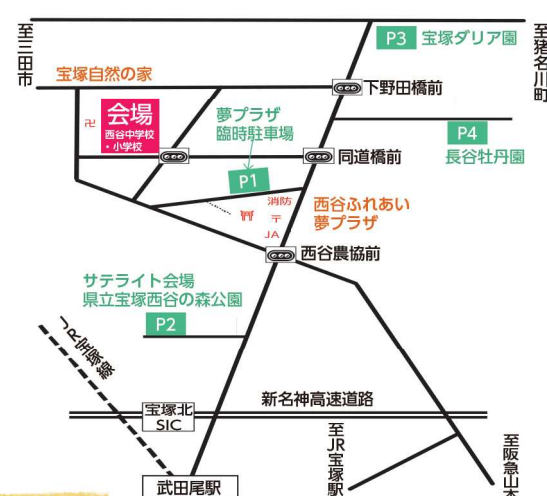 至三田市
P3
宝塚ダリア園
至猪名川町
宝塚自然の家
下野田橋前
卍
会場
西谷中学校
・小学校
夢プラザ
臨時駐車場
P4
長谷牡丹園
同道橋前
P1
消防
〒
JA
西谷ふれあい
夢プラザ
西谷農協前
サテライト会場
県立宝塚西谷の森公園
P2
JR宝塚線
新名神高速道路
宝塚北
SIC
武田尾駅
至JR宝塚駅
至阪急山本